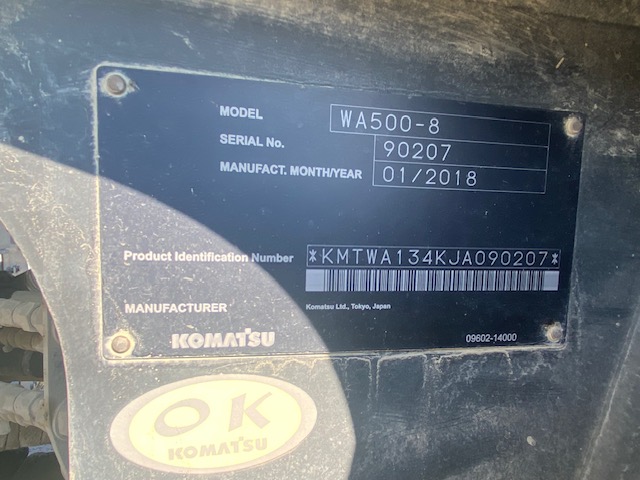 MODEL WA500-8
SERIAL No. 90207
MANUFACT. MONTH/YEAR 01/2018
Product Identification Number *KMTWA134KJA090207*
MANUFACTURER Komatsu Ltd., Tokyo, Japan
KOMATSU 09602-14000
OK
KOMATSU